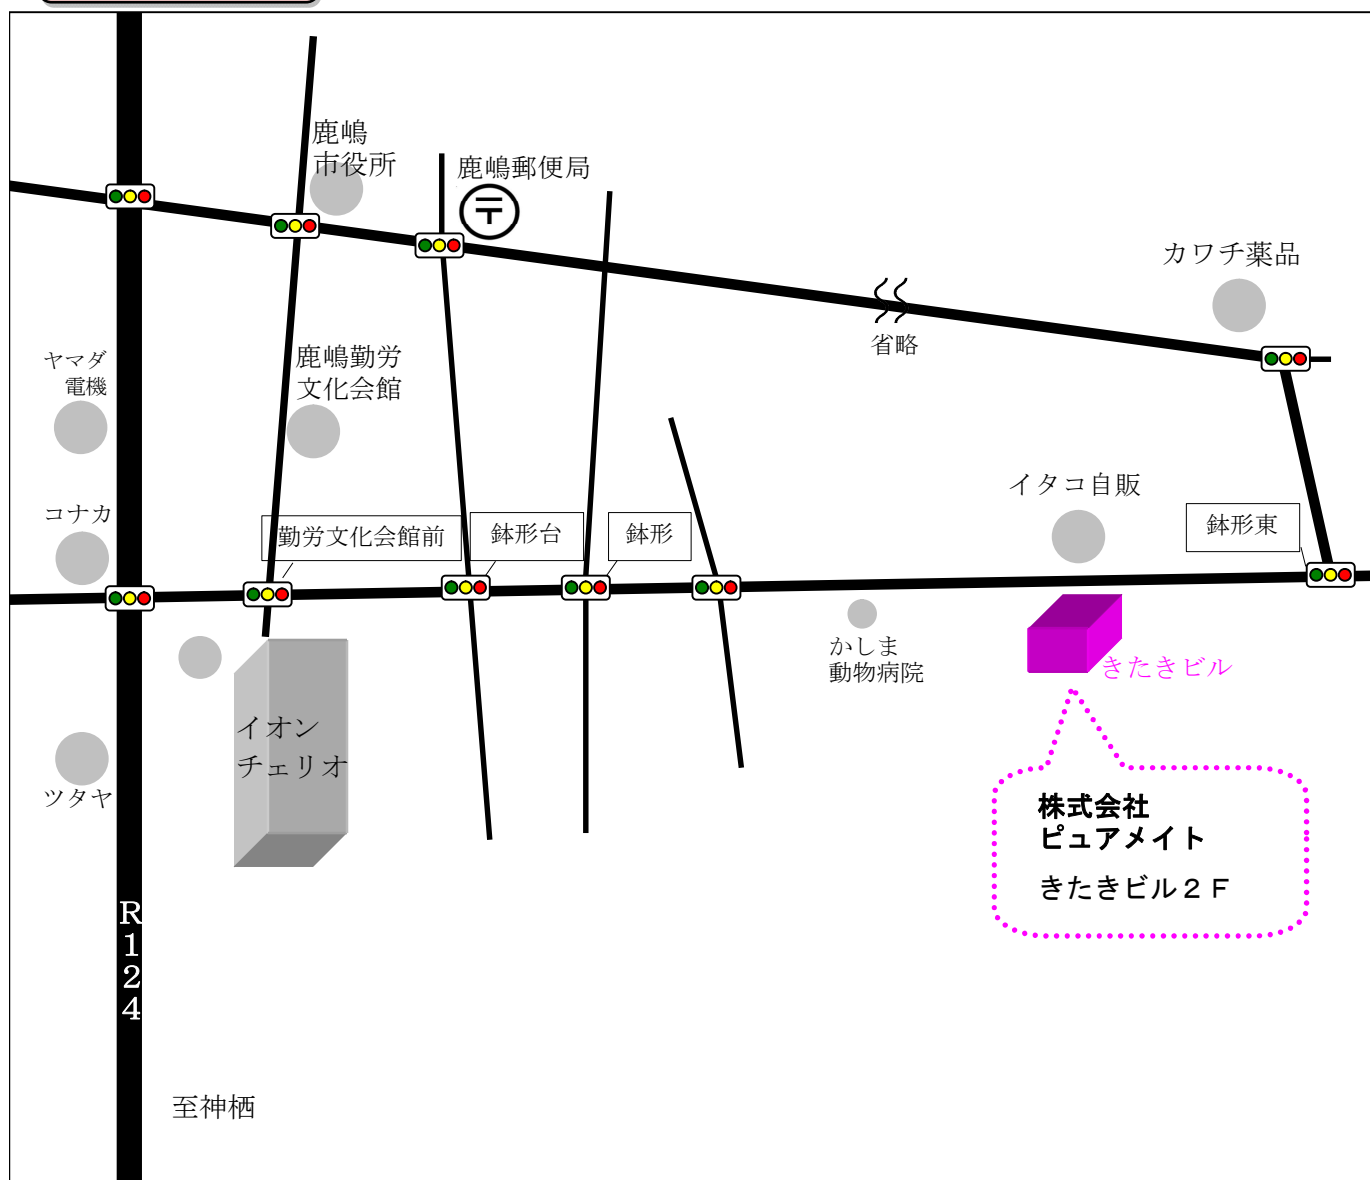 鹿嶋
市役所
鹿嶋郵便局
カワチ薬品
省略
ヤマダ
電機
鹿嶋勤労
文化会館
イタコ自販
コナカ
勤労文化会館前
鉢形台
鉢形
鉢形東
かしま
動物病院
きたきビル
イオン
チェリオ
ツタヤ
株式会社
ピュアメイト
きたきビル２Ｆ
R
1
2
4
至神栖